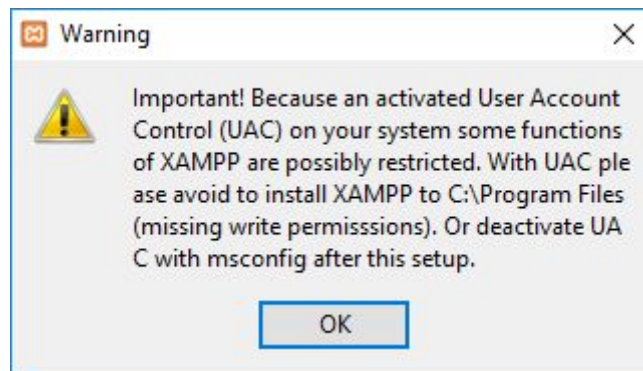 Warning
Important! Because an activated User Account
Control (UAC) on your system some functions
of XAMPP are possibly restricted. With UAC ple
ase avoid to install XAMPP to C:\Program Files
(missing write permisssions). Or deactivate UA
C with msconfig after this setup.
OK